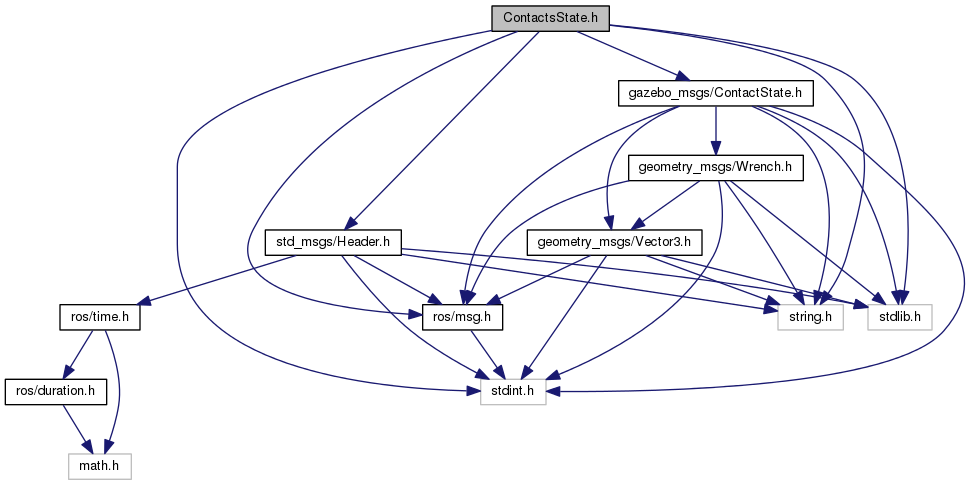 ContactsState.h
gazebo_msgs/ContactState.h
geometry_msgs/Wrench.h
std_msgs/Header.h
geometry_msgs/Vector3.h
ros/time.h
ros/msg.h
string.h
stdlib.h
ros/duration.h
stdint.h
math.h